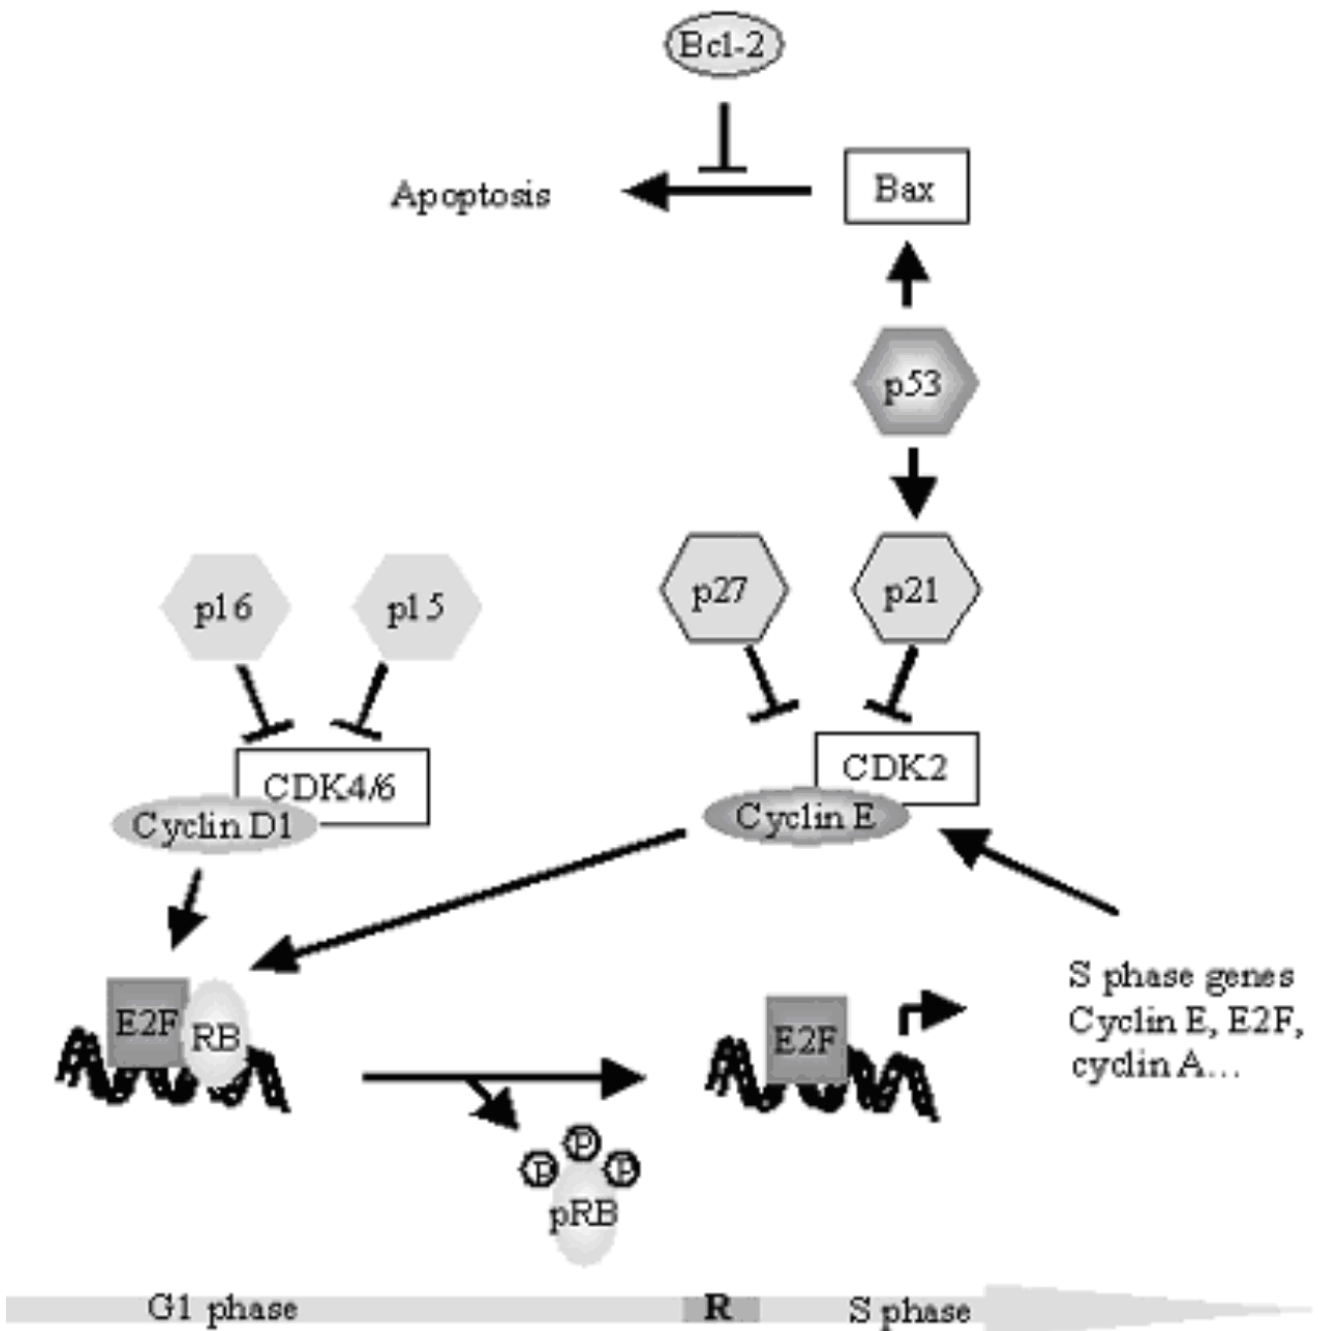 Bcl-2
Apoptosis
Bax
p53
p16
p15
p27
p21
CDK4/6
Cyclin D1
CDK2
Cyclin E
E2F
RB
E2F
S phase genes
Cyclin E, E2F,
cyclin A...
P
P
P
pRB
G1 phase
R
S phase